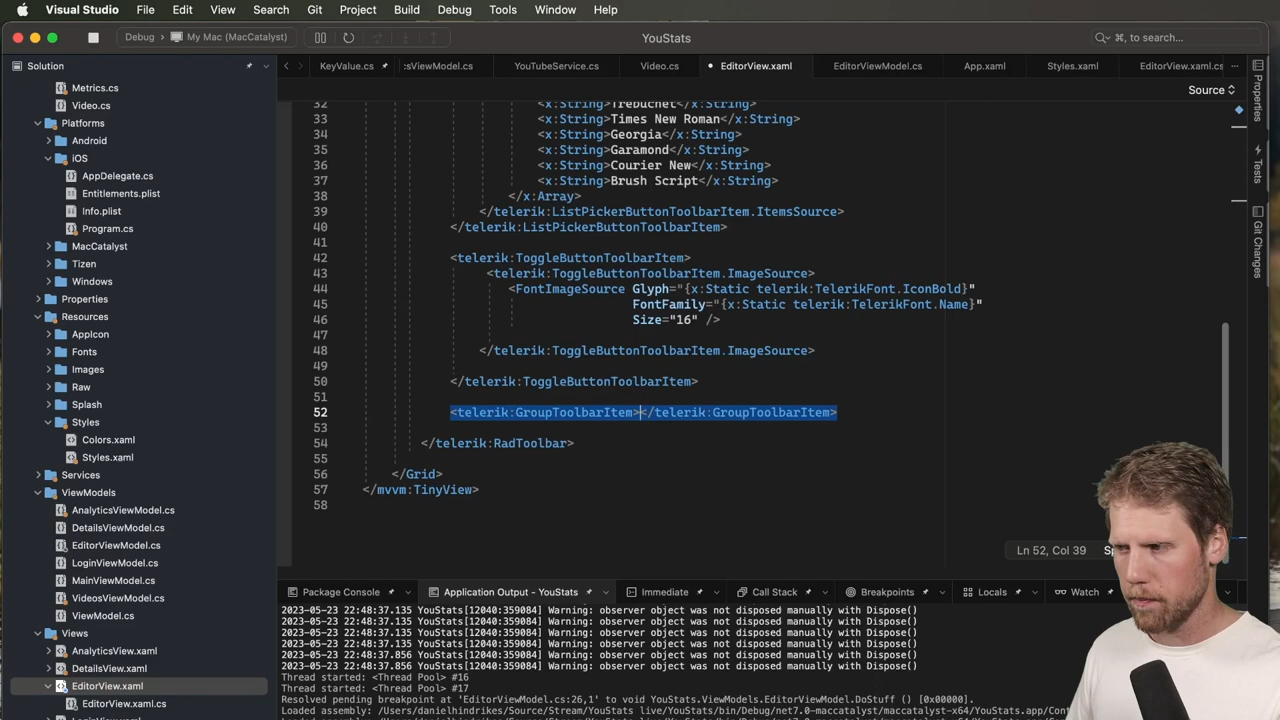 Visual Studio File Edit View Search Git Project Build Debug Tools Window Help
Debug My Mac (MacCatalyst) YouStats ⌘, to search...
Solution KeyValue.cs :sViewModel.cs YouTubeService.cs Video.cs EditorView.xaml EditorViewModel.cs App.xaml Styles.xaml EditorView.xaml.cs
Source
Properties
Tests
Git Changes
Metrics.cs
Video.cs
Platforms
Android
iOS
AppDelegate.cs
Entitlements.plist
Info.plist
Program.cs
MacCatalyst
Tizen
Windows
Properties
Resources
AppIcon
Fonts
Images
Raw
Splash
Styles
Colors.xaml
Styles.xaml
Services
ViewModels
AnalyticsViewModel.cs
DetailsViewModel.cs
EditorViewModel.cs
LoginViewModel.cs
MainViewModel.cs
VideosViewModel.cs
ViewModel.cs
Views
AnalyticsView.xaml
DetailsView.xaml
EditorView.xaml
EditorView.xaml.cs
32 <x:String>Trebuchet</x:String>
33 <x:String>Times New Roman</x:String>
34 <x:String>Georgia</x:String>
35 <x:String>Garamond</x:String>
36 <x:String>Courier New</x:String>
37 <x:String>Brush Script</x:String>
38 </x:Array>
39 </telerik:ListPickerButtonToolbarItem.ItemsSource>
40 </telerik:ListPickerButtonToolbarItem>
41
42 <telerik:ToggleButtonToolbarItem>
43 <telerik:ToggleButtonToolbarItem.ImageSource>
44 <FontImageSource Glyph="{x:Static telerik:TelerikFont.IconBold}"
45 FontFamily="{x:Static telerik:TelerikFont.Name}"
46 Size="16" />
47
48 </telerik:ToggleButtonToolbarItem.ImageSource>
49
50 </telerik:ToggleButtonToolbarItem>
51
52 <telerik:GroupToolbarItem></telerik:GroupToolbarItem>
53
54 </telerik:RadToolbar>
55
56 </Grid>
57 </mvvm:TinyView>
58
Ln 52, Col 39
Package Console Application Output - YouStats Immediate Call Stack Breakpoints Locals Watch
2023-05-23 22:48:37.135 YouStats[12040:359084] Warning: observer object was not disposed manually with Dispose()
2023-05-23 22:48:37.135 YouStats[12040:359084] Warning: observer object was not disposed manually with Dispose()
2023-05-23 22:48:37.135 YouStats[12040:359084] Warning: observer object was not disposed manually with Dispose()
2023-05-23 22:48:37.135 YouStats[12040:359084] Warning: observer object was not disposed manually with Dispose()
2023-05-23 22:48:37.856 YouStats[12040:359084] Warning: observer object was not disposed manually with Dispose()
2023-05-23 22:48:37.856 YouStats[12040:359084] Warning: observer object was not disposed manually with Dispose()
Thread started: <Thread Pool> #16
Thread started: <Thread Pool> #17
Resolved pending breakpoint at 'EditorViewModel.cs:26,1' to void YouStats.ViewModels.EditorViewModel.DoStuff () [0x00000].